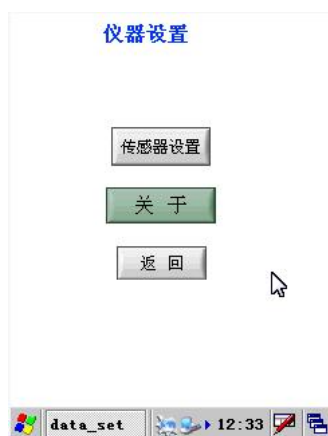 仪器设置
传感器设置
关 于
返 回
data_set 12:33